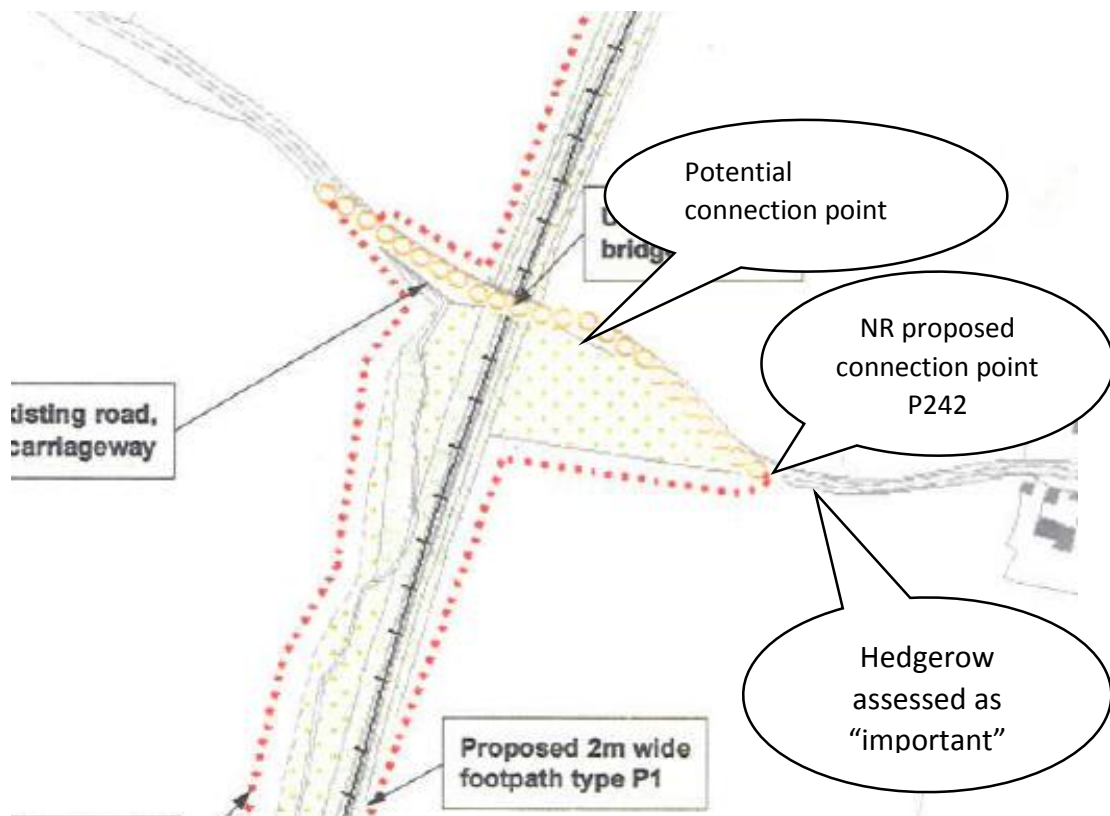 Potential
connection point
bridge
NR proposed
connection point
P242
xisting road,
carriageway
Hedgerow
assessed as
“important”
Proposed 2m wide
footpath type P1